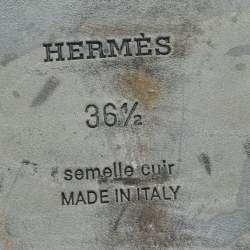 HERMÈS
36½
semelle cuir
MADE IN ITALY